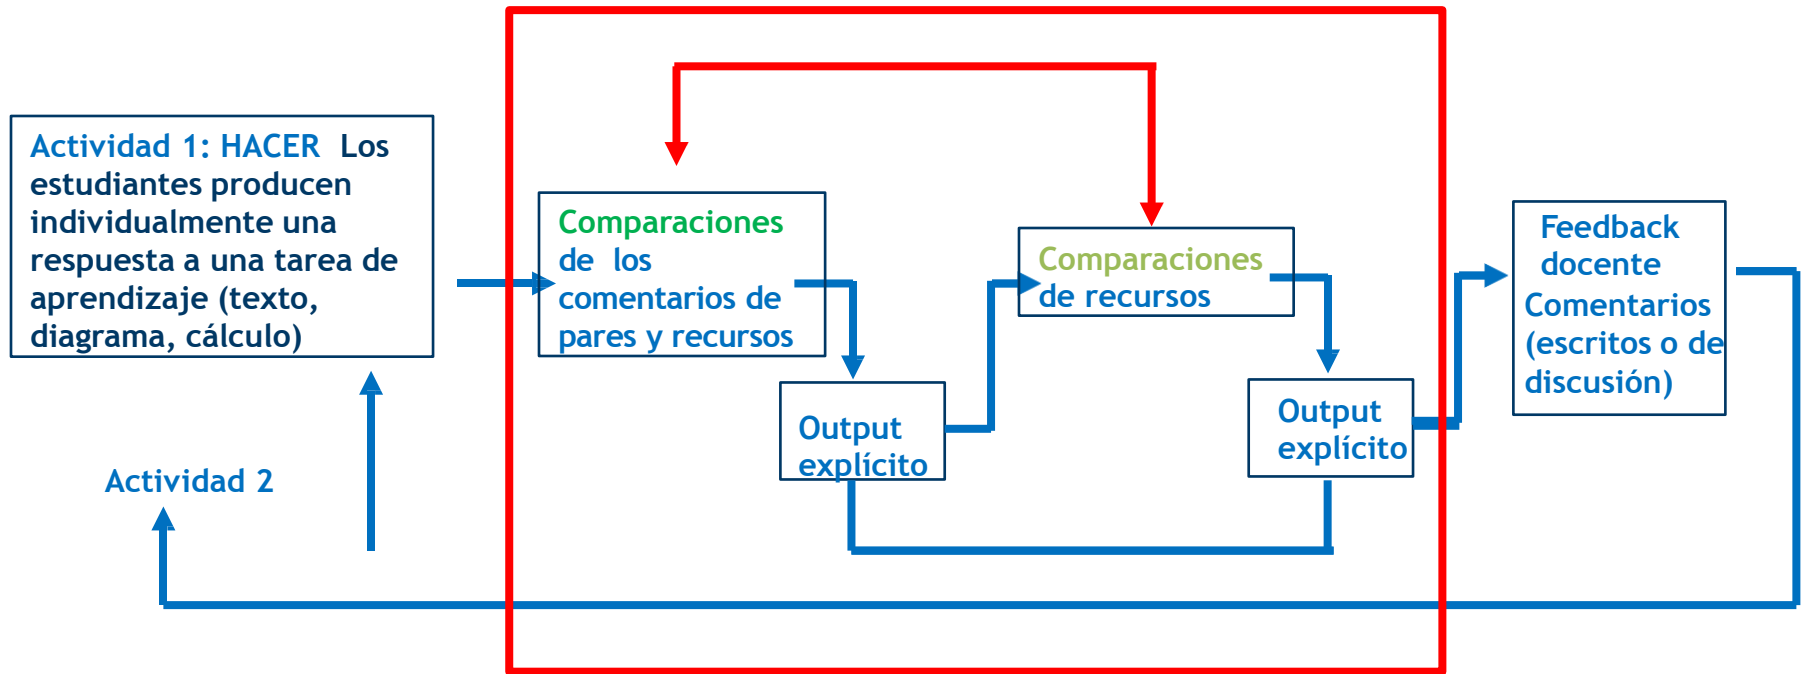 Actividad 1: HACER Los
estudiantes producen
individualmente una
respuesta a una tarea de
aprendizaje (texto,
diagrama, cálculo)
Comparaciones
de los
comentarios de
pares y recursos
Output
explícito
Comparaciones
de recursos
Output
explícito
Feedback
docente
Comentarios
(escritos o de
discusión)
Actividad 2